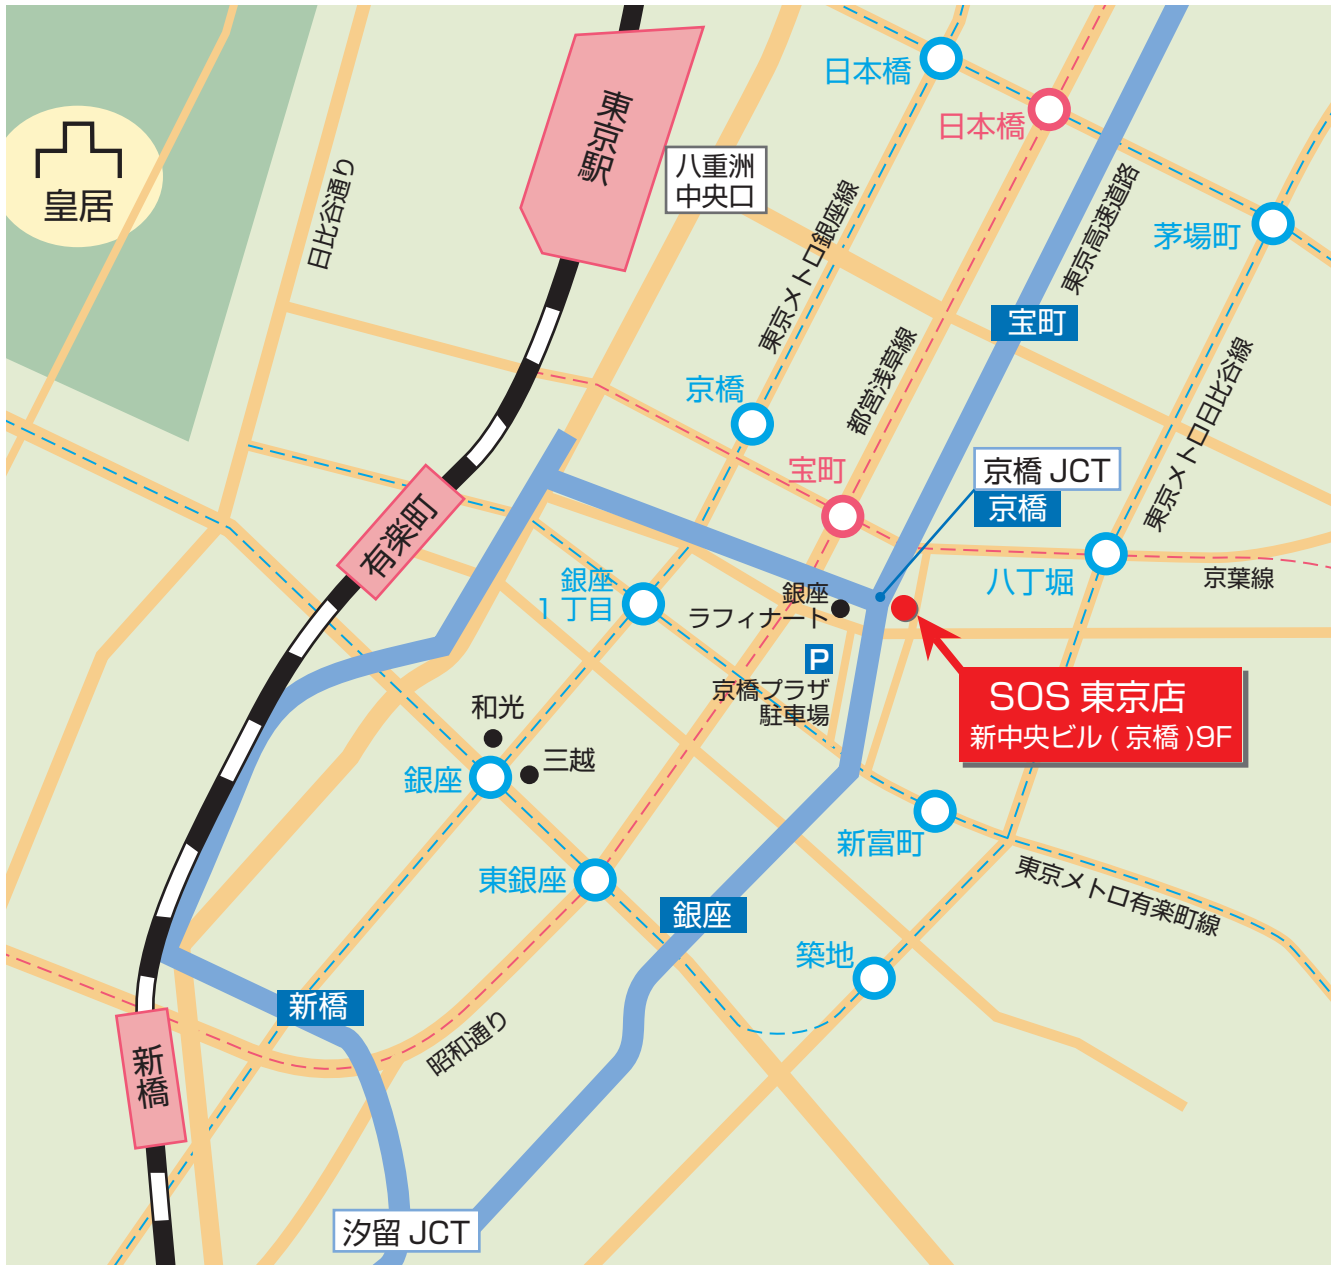 日本橋
日本橋
東京駅
八重洲
中央口
皇居
日比谷通り
東京メトロ銀座線
東京高速道路
茅場町
宝町
都営浅草線
東京メトロ日比谷線
京橋
宝町
京橋 JCT
京橋
有楽町
銀座
1 丁目
銀座
ラフィナート
八丁堀
京葉線
P
京橋プラザ
駐車場
SOS 東京店
新中央ビル ( 京橋 )9F
和光
三越
銀座
新富町
東銀座
東京メトロ有楽町線
銀座
築地
新橋
昭和通り
新橋
汐留 JCT